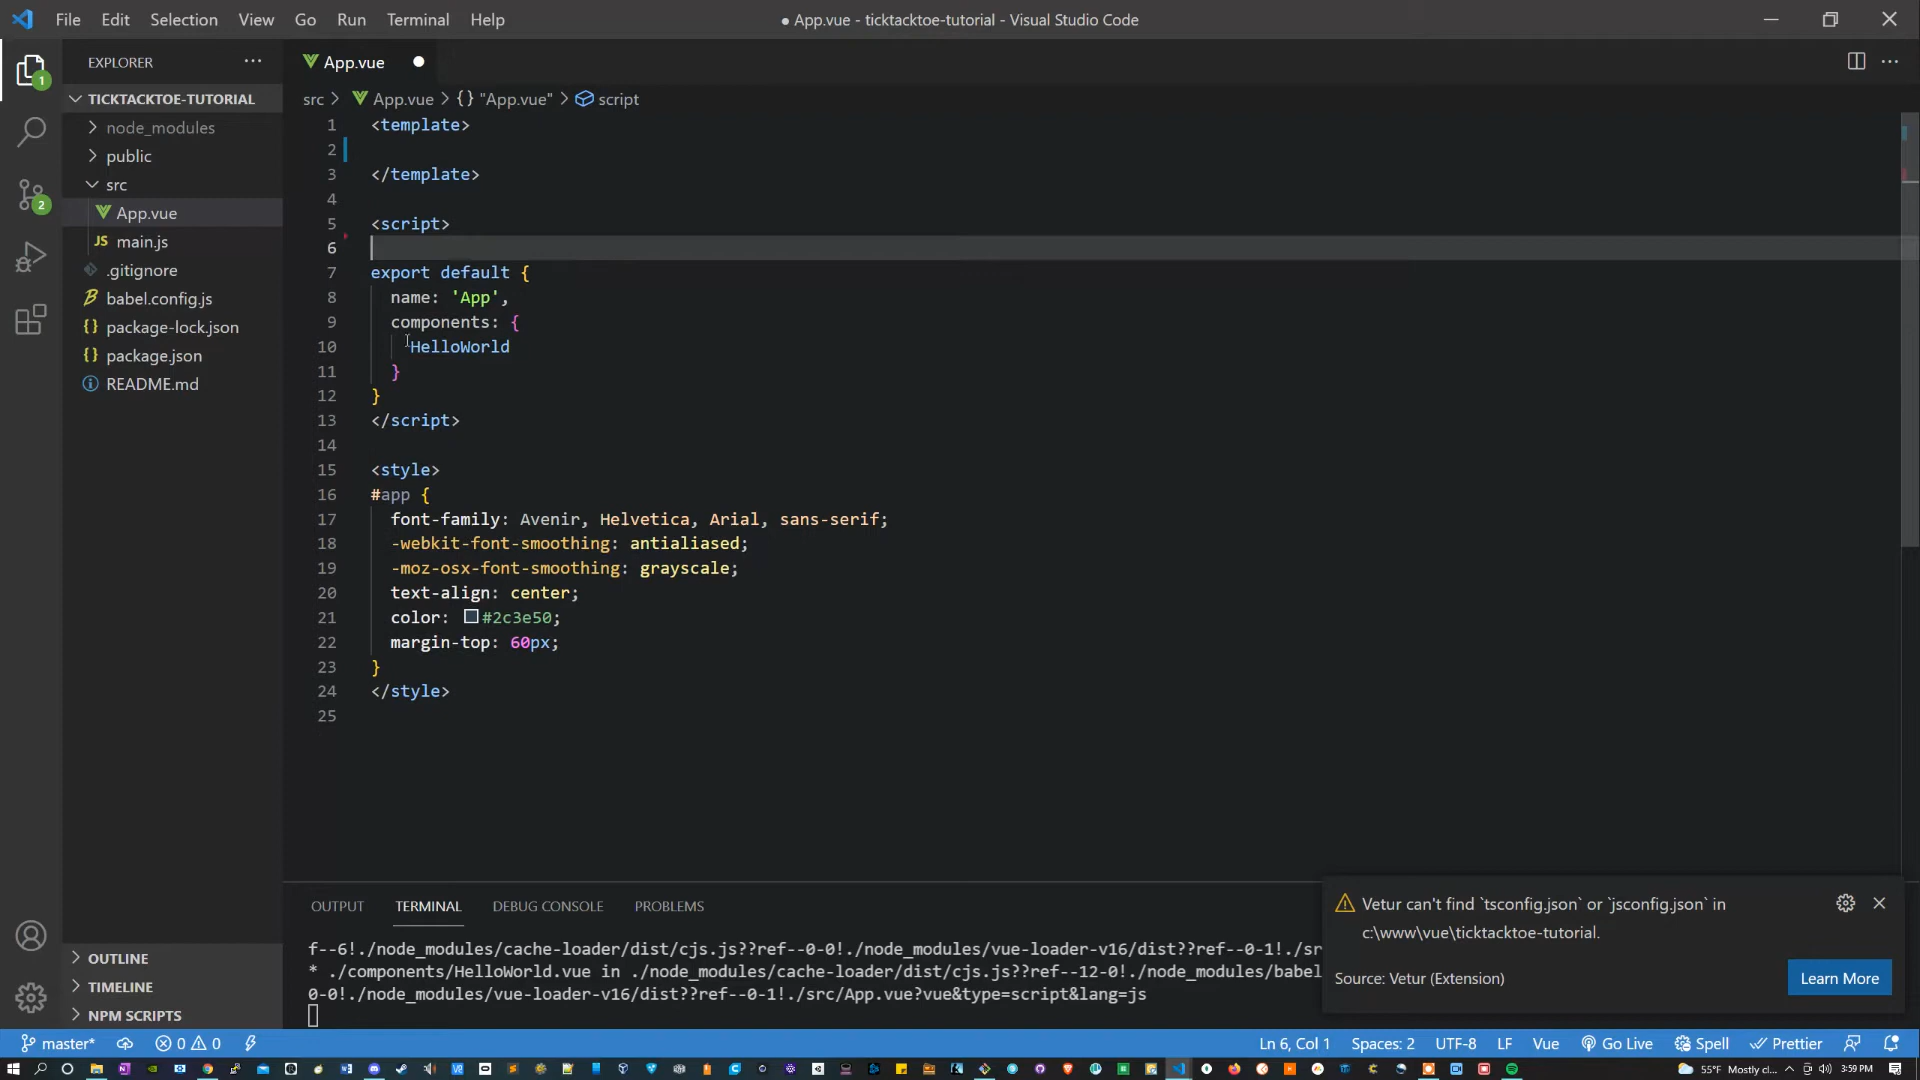 File Edit Selection View Go Run Terminal Help
● App.vue - ticktacktoe-tutorial - Visual Studio Code
EXPLORER
TICKTACKTOE-TUTORIAL
node_modules
public
src
App.vue
JS main.js
.gitignore
babel.config.js
{} package-lock.json
{} package.json
README.md
OUTLINE
TIMELINE
NPM SCRIPTS
1
2
App.vue
src > App.vue > {} "App.vue" > script
1 <template>
2
3 </template>
4
5 <script>
6
7 export default {
8 name: 'App',
9 components: {
10 HelloWorld
11 }
12 }
13 </script>
14
15 <style>
16 #app {
17 font-family: Avenir, Helvetica, Arial, sans-serif;
18 -webkit-font-smoothing: antialiased;
19 -moz-osx-font-smoothing: grayscale;
20 text-align: center;
21 color: #2c3e50;
22 margin-top: 60px;
23 }
24 </style>
25
OUTPUT TERMINAL DEBUG CONSOLE PROBLEMS
f--6!./node_modules/cache-loader/dist/cjs.js??ref--0-0!./node_modules/vue-loader-v16/dist??ref--0-1!./sr
* ./components/HelloWorld.vue in ./node_modules/cache-loader/dist/cjs.js??ref--12-0!./node_modules/babel
0-0!./node_modules/vue-loader-v16/dist??ref--0-1!./src/App.vue?vue&type=script&lang=js
Vetur can't find `tsconfig.json` or `jsconfig.json` in
c:\www\vue\ticktacktoe-tutorial.
Source: Vetur (Extension)
Learn More
master* 0 0
Ln 6, Col 1 Spaces: 2 UTF-8 LF Vue Go Live Spell Prettier
55°F Mostly cl... 3:59 PM